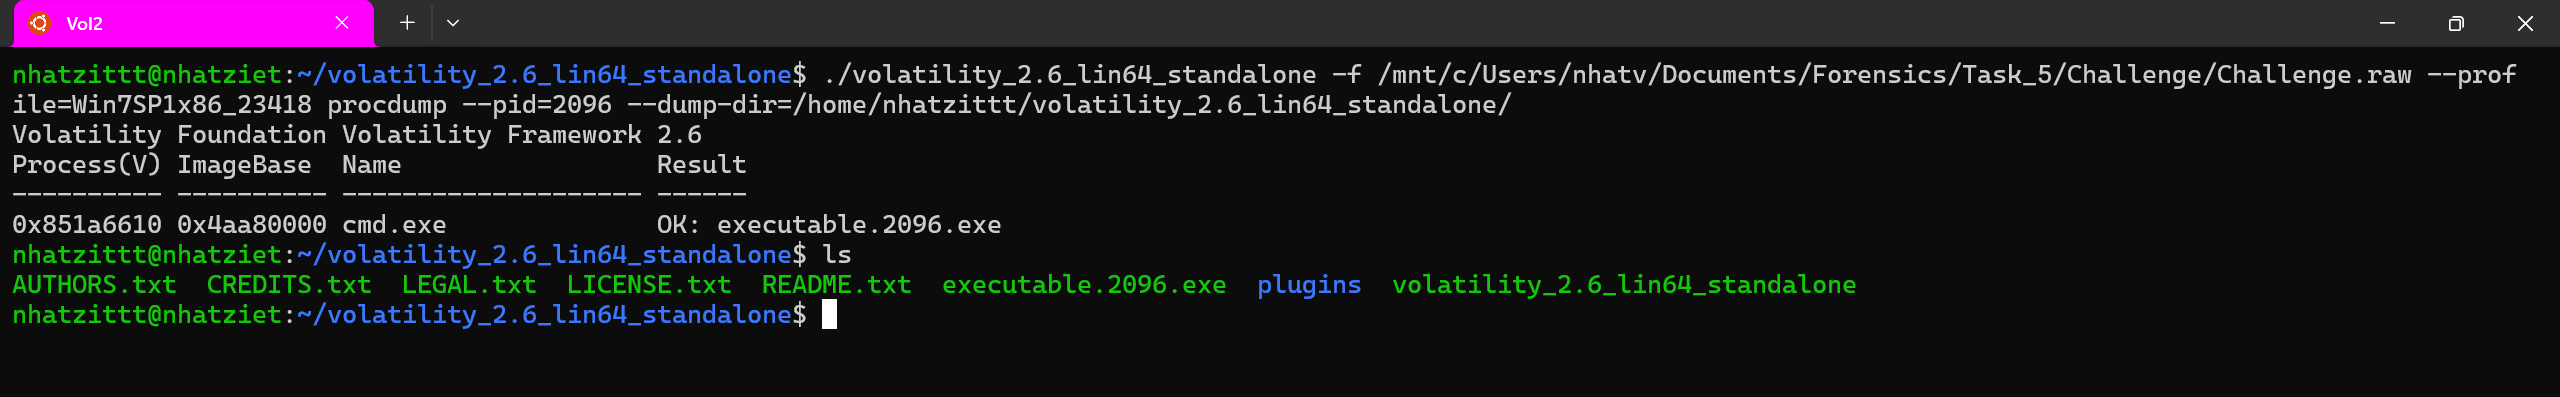 Vol2
nhatzittt@nhatziet:~/volatility_2.6_lin64_standalone$ ./volatility_2.6_lin64_standalone -f /mnt/c/Users/nhatv/Documents/Forensics/Task_5/Challenge/Challenge.raw --prof
ile=Win7SP1x86_23418 procdump --pid=2096 --dump-dir=/home/nhatzittt/volatility_2.6_lin64_standalone/
Volatility Foundation Volatility Framework 2.6
Process(V) ImageBase  Name                 Result
---------- ---------- -------------------- ------
0x851a6610 0x4aa80000 cmd.exe              OK: executable.2096.exe
nhatzittt@nhatziet:~/volatility_2.6_lin64_standalone$ ls
AUTHORS.txt  CREDITS.txt  LEGAL.txt  LICENSE.txt  README.txt  executable.2096.exe  plugins  volatility_2.6_lin64_standalone
nhatzittt@nhatziet:~/volatility_2.6_lin64_standalone$